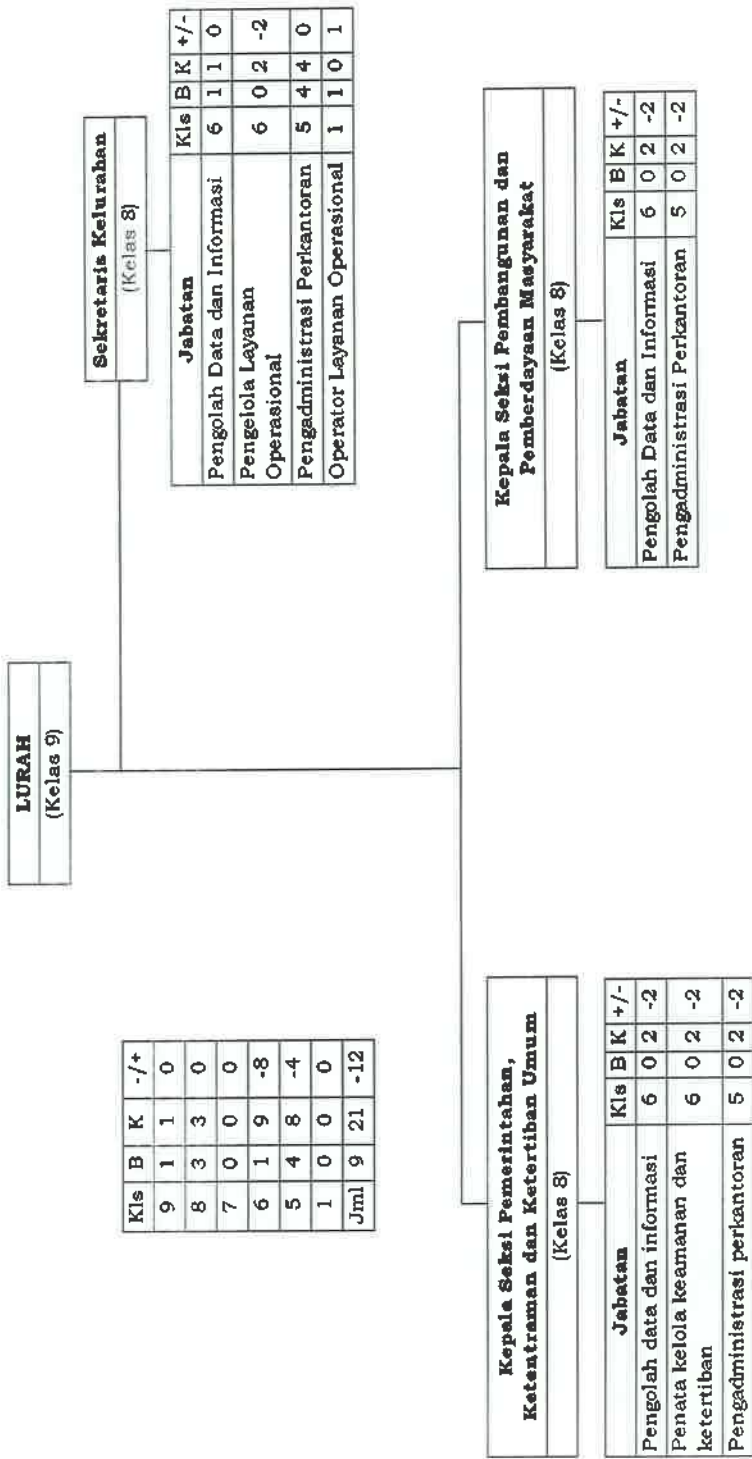 LURAH
(Kelas 9)
Kls B K -/+
9 1 1 0
8 3 3 0
7 0 0 0
6 1 9 -8
5 4 8 -4
1 0 0 0
Jml 9 21 -12
Sekretaris Kelurahan
(Kelas 8)
Jabatan Kls B K +/-
Pengolah Data dan Informasi 6 1 1 0
Pengelola Layanan
Operasional 6 0 2 -2
Pengadministrasi Perkantoran 5 4 4 0
Operator Layanan Operasional 1 1 0 1
Kepala Seksi Pemerintahan,
Ketentraman dan Ketertiban Umum
(Kelas 8)
Jabatan Kls B K +/-
Pengolah data dan informasi 6 0 2 -2
Penata kelola keamanan dan
ketertiban 6 0 2 -2
Pengadministrasi perkantoran 5 0 2 -2
Kepala Seksi Pembangunan dan
Pemberdayaan Masyarakat
(Kelas 8)
Jabatan Kls B K +/-
Pengolah Data dan Informasi 6 0 2 -2
Pengadministrasi Perkantoran 5 0 2 -2